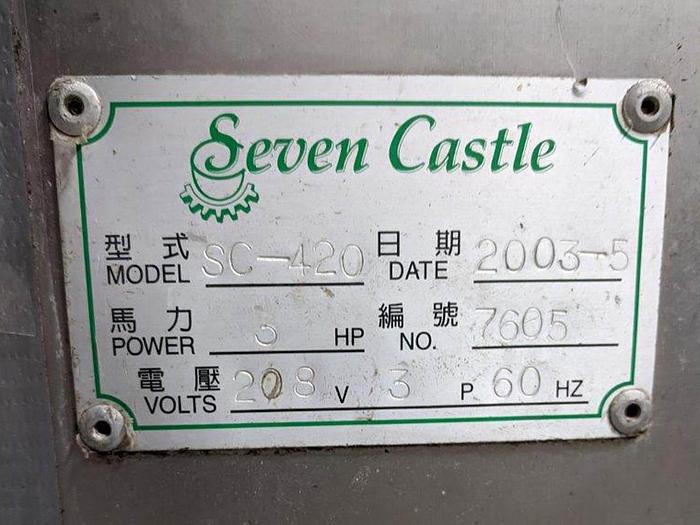 Seven Castle
型式 SC-420 日期 2003-5
MODEL DATE
馬力 HP 編號 7605
POWER NO.
電壓 208 V 3 P 60 HZ
VOLTS